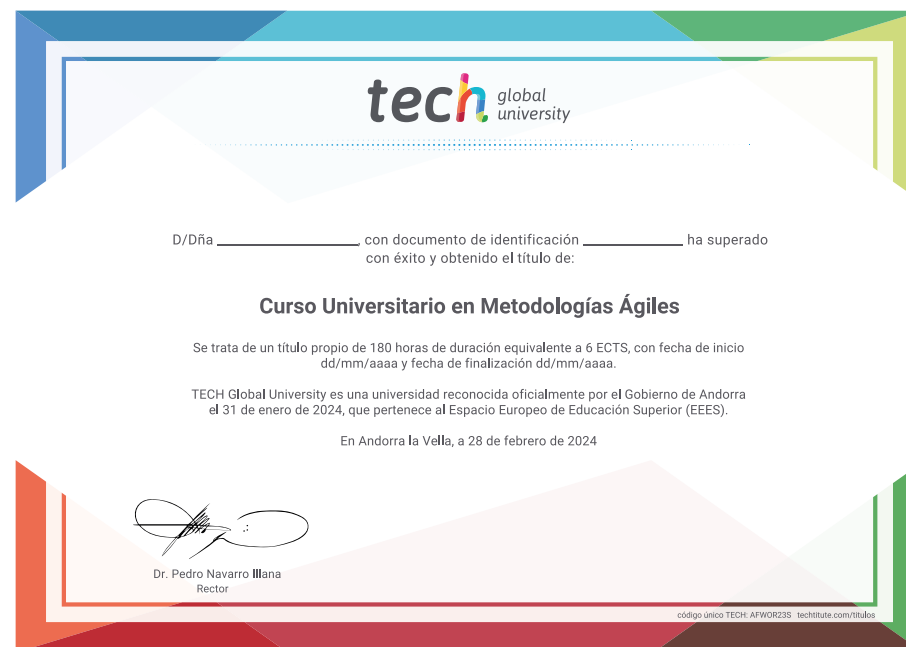 tech global university
D/Dña ____________________, con documento de identificación ______________ ha superado
con éxito y obtenido el título de:
Curso Universitario en Metodologías Ágiles
Se trata de un título propio de 180 horas de duración equivalente a 6 ECTS, con fecha de inicio
dd/mm/aaaa y fecha de finalización dd/mm/aaaa.
TECH Global University es una universidad reconocida oficialmente por el Gobierno de Andorra
el 31 de enero de 2024, que pertenece al Espacio Europeo de Educación Superior (EEES).
En Andorra la Vella, a 28 de febrero de 2024
Dr. Pedro Navarro Illana
Rector
código único TECH: AFWOR23S techtitute.com/titulos